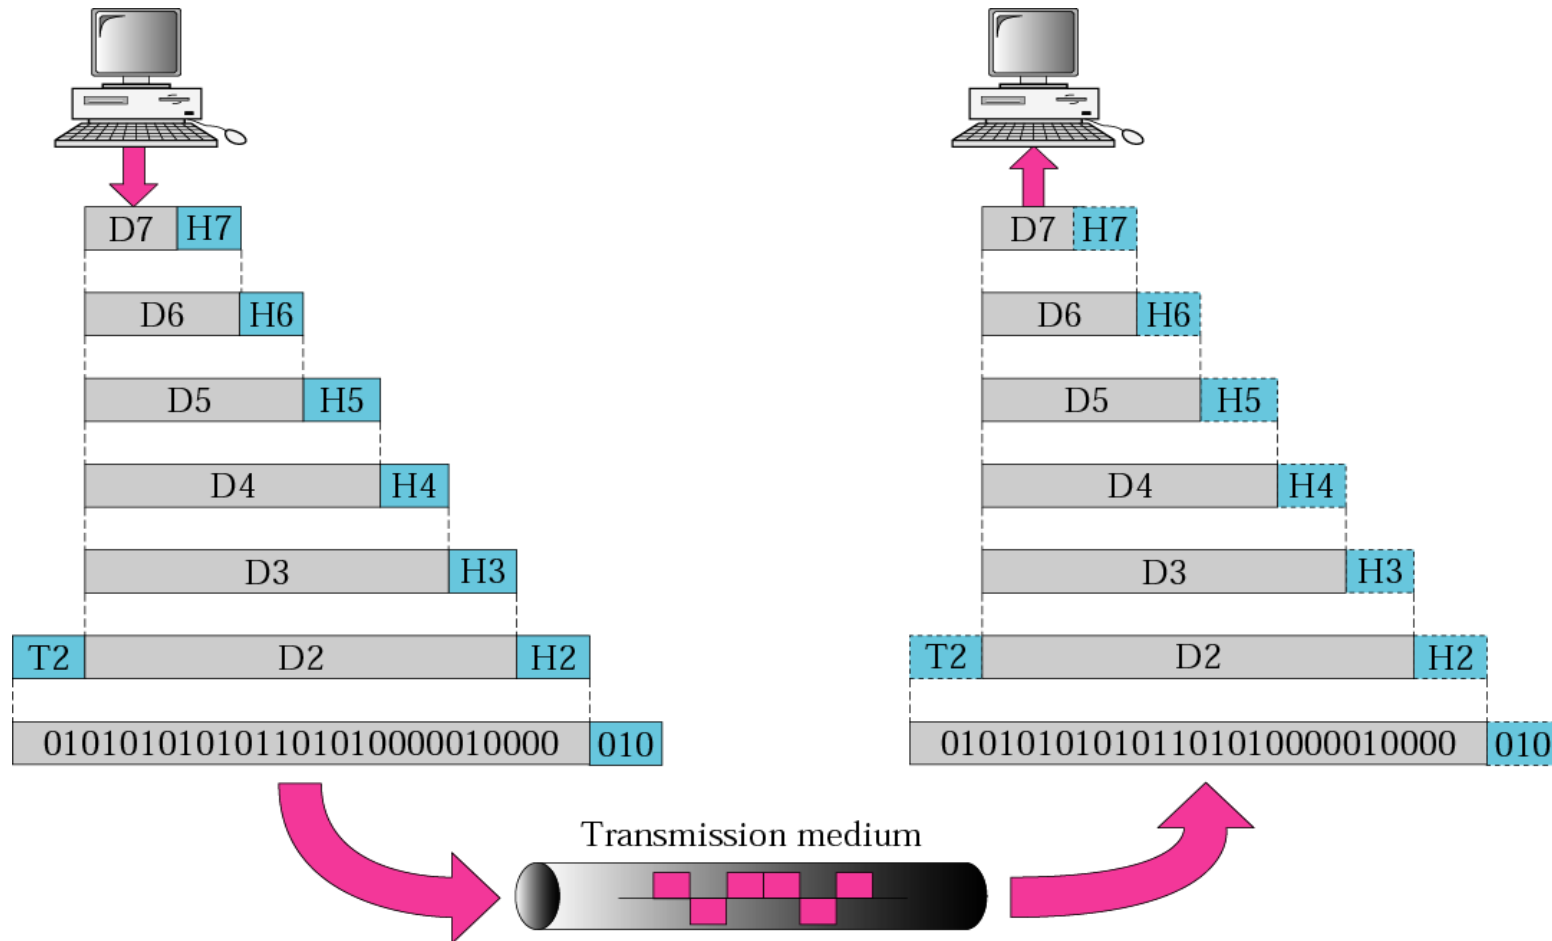 D7 H7 D7 H7
D6 H6 D6 H6
D5 H5 D5 H5
D4 H4 D4 H4
D3 H3 D3 H3
T2 D2 H2 T2 D2 H2
010101010101101010000010000 010 010101010101101010000010000 010
Transmission medium